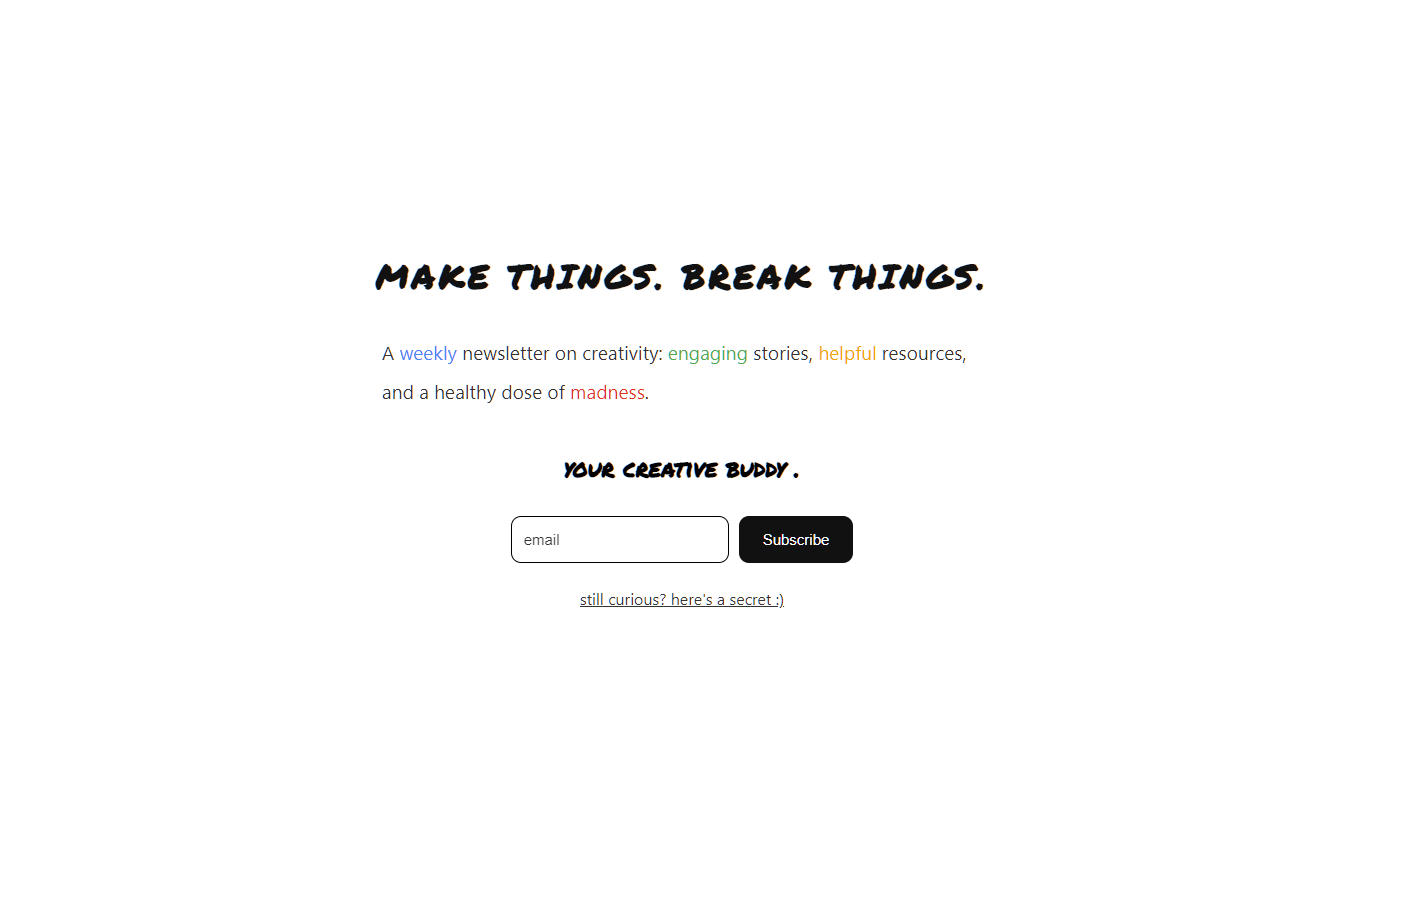 MAKE THINGS. BREAK THINGS.
A weekly newsletter on creativity: engaging stories, helpful resources,
and a healthy dose of madness.
YOUR CREATIVE BUDDY .
email
Subscribe
still curious? here's a secret :)